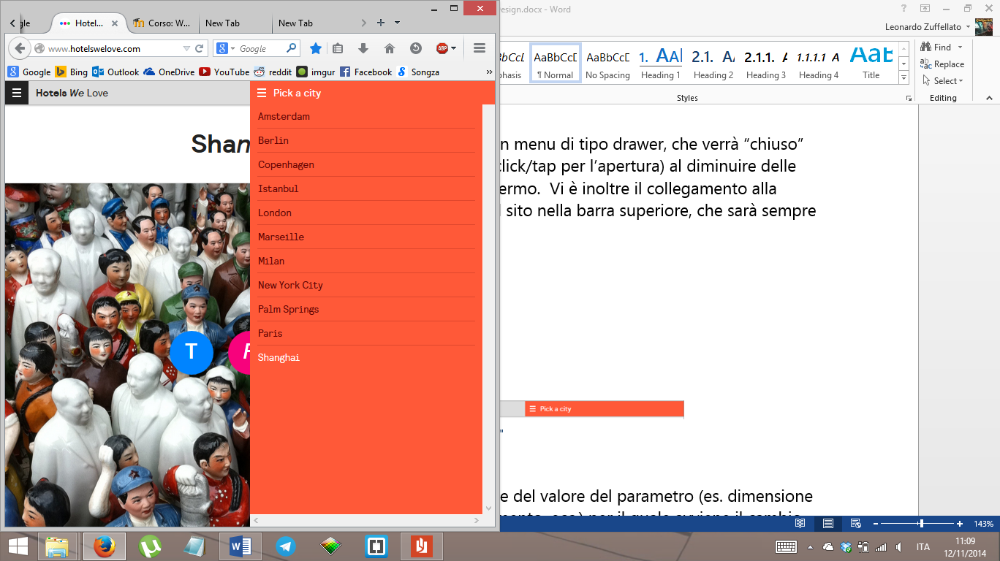 gle
Hotel...
Corso: W...
New Tab
New Tab
www.hotelswelove.com
Google
ABP
Google
Bing
Outlook
OneDrive
YouTube
reddit
imgur
Facebook
Songza
Hotels We Love
Pick a city
Shan
Amsterdam
Berlin
Copenhagen
Istanbul
London
Marseille
Milan
New York City
Palm Springs
Paris
Shanghai
T
esign.docx - Word
Leonardo Zuffellato
bCcL
AaBbCcD
AaBbCcD
1. AAl
2.1. A
2.1.1. A
1.1.1.1 A
Aat
phasis
¶ Normal
No Spacing
Heading 1
Heading 2
Heading 3
Heading 4
Title
Styles
Find
Replace
Select
Editing
n menu di tipo drawer, che verrà “chiuso”
click/tap per l’apertura) al diminuire delle
ermo. Vi è inoltre il collegamento alla
l sito nella barra superiore, che sarà sempre
Pick a city
"
e del valore del parametro (es. dimensione
143%
ITA
11:09
12/11/2014